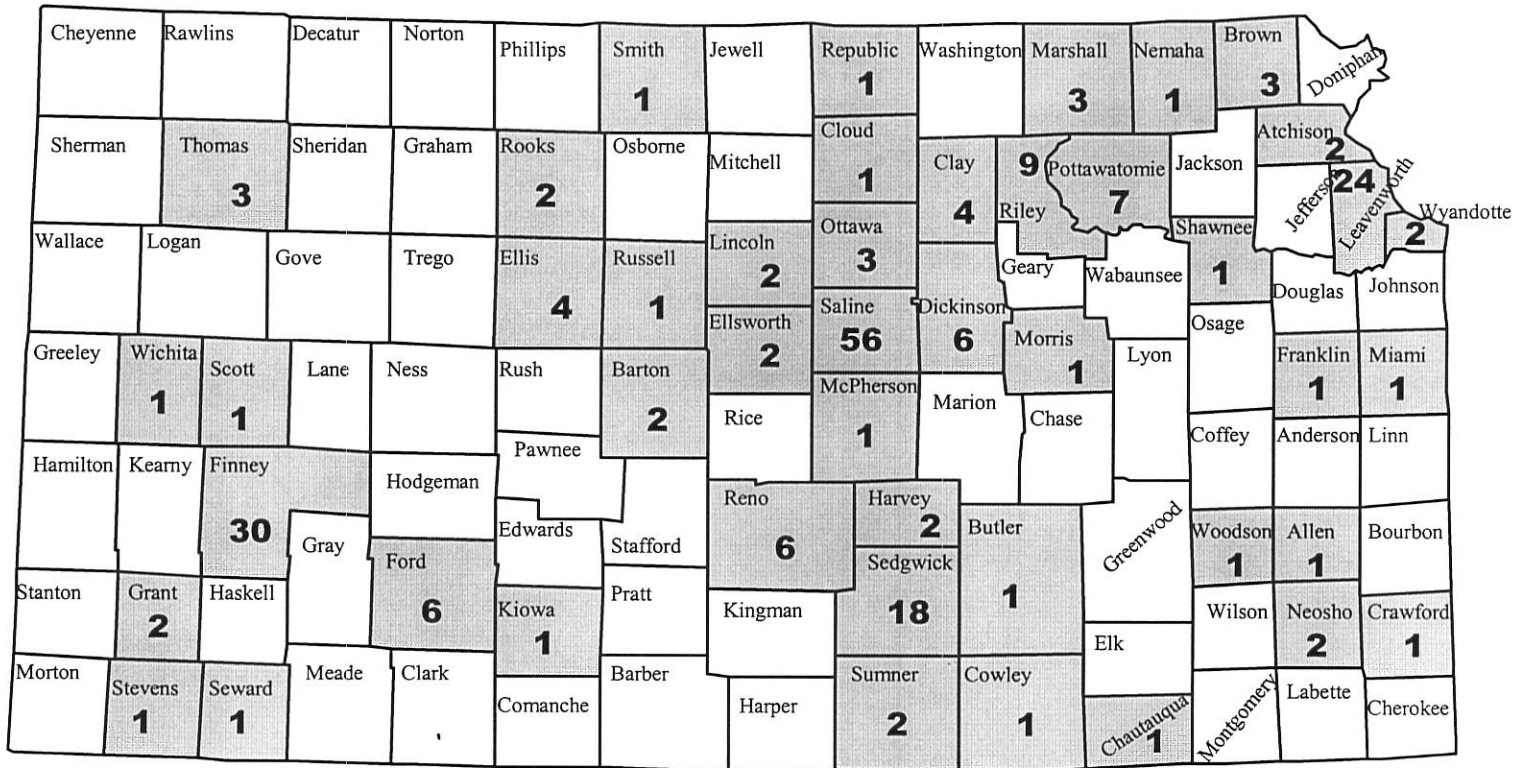 Cheyenne
Rawlins
Decatur
Norton
Phillips
Smith
1
Jewell
Republic
1
Washington
Marshall
3
Nemaha
1
Brown
3
Doniphan
Sherman
Thomas
3
Sheridan
Graham
Rooks
2
Osborne
Mitchell
Cloud
1
Clay
4
9
Riley
Pottawatomie
7
Jackson
Atchison
2
Jefferson
24
Leavenworth
Wyandotte
2
Wallace
Logan
Gove
Trego
Ellis
4
Russell
1
Lincoln
2
Ottawa
3
Geary
Wabaunsee
Shawnee
1
Douglas
Johnson
Ellsworth
2
Saline
56
Dickinson
6
Morris
1
Osage
Greeley
Wichita
1
Scott
1
Lane
Ness
Rush
Barton
2
Rice
McPherson
1
Marion
Chase
Lyon
Franklin
1
Miami
1
Hamilton
Kearny
Finney
30
Hodgeman
Pawnee
Coffey
Anderson
Linn
Gray
Ford
6
Edwards
Stafford
Reno
6
Harvey
2
Butler
1
Greenwood
Woodson
1
Allen
1
Bourbon
Stanton
Grant
2
Haskell
Kiowa
1
Pratt
Kingman
Sedgwick
18
Elk
Wilson
Neosho
2
Crawford
1
Morton
Stevens
1
Seward
1
Meade
Clark
Comanche
Barber
Harper
Sumner
2
Cowley
1
Chautauqua
1
Montgomery
Labette
Cherokee